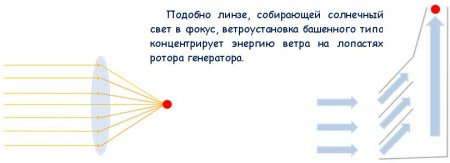 Подобно линзе, собирающей солнечный
свет в фокус, ветроустановка башенного типа
концентрирует энергию ветра на лопастях
ротора генератора.